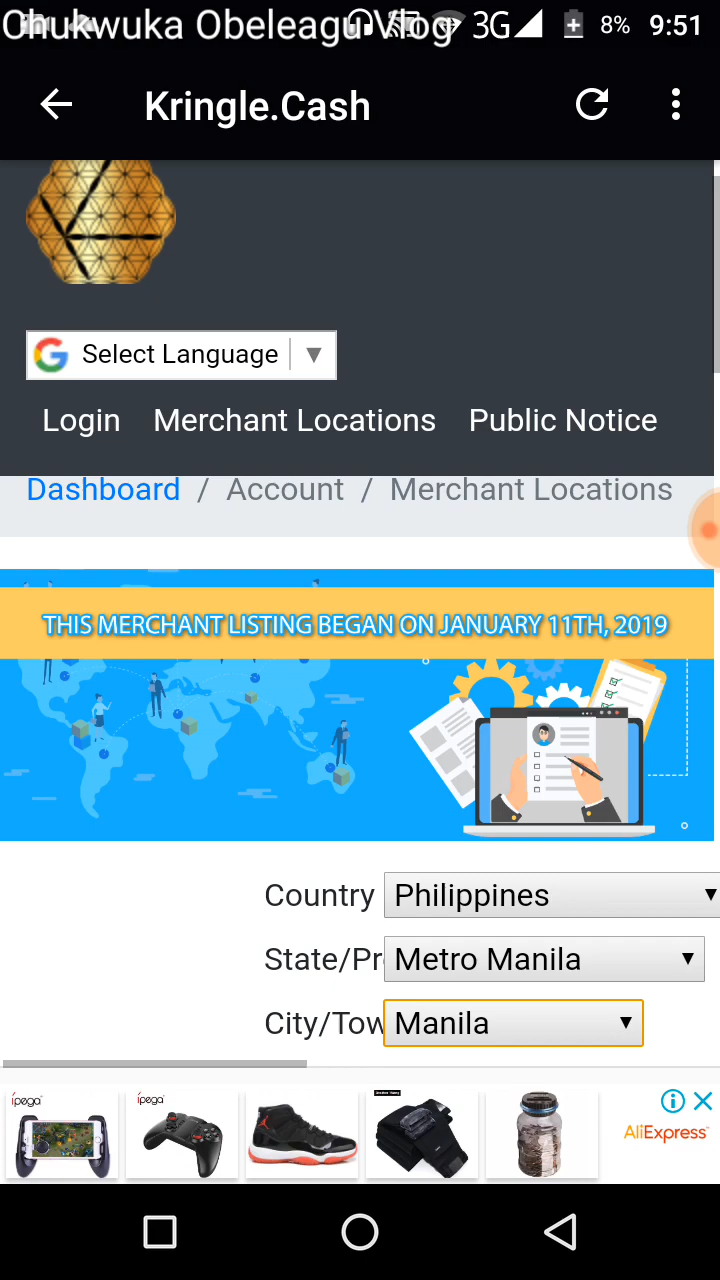 Chukwuka Obeleagu Vlog 3G 8% 9:51
Kringle.Cash
Select Language ▼
Login Merchant Locations Public Notice
Dashboard / Account / Merchant Locations
THIS MERCHANT LISTING BEGAN ON JANUARY 11TH, 2019
Country Philippines
State/Pr Metro Manila
City/Tow Manila
ipega ipega
AliExpress